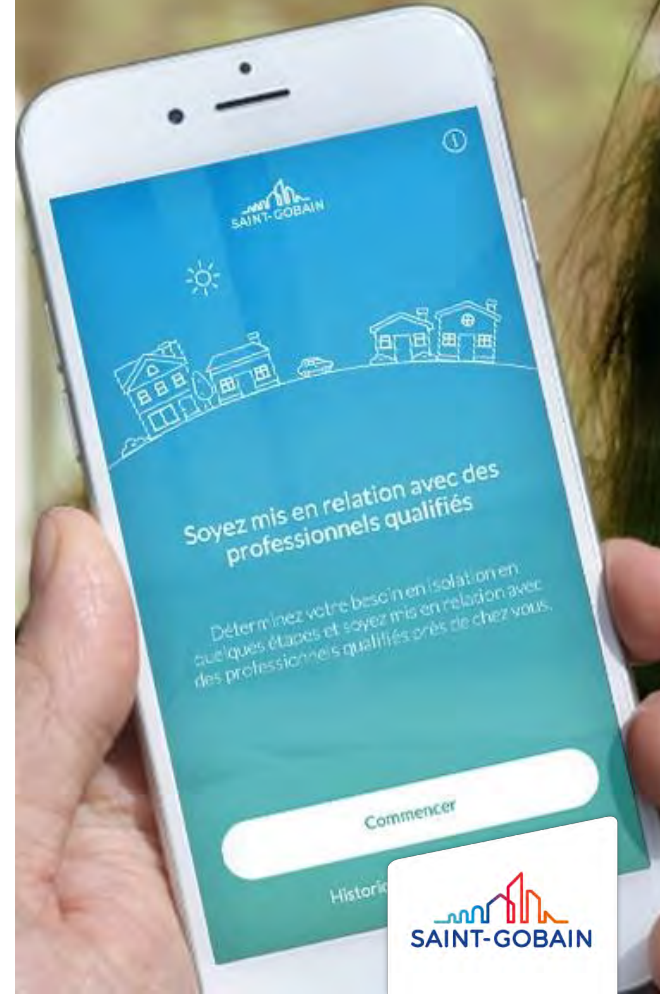 SAINT-GOBAIN
Soyez mis en relation avec des
professionnels qualifiés
Déterminez votre besoin en isolation en
quelques étapes et soyez mis en relation avec
des professionnels qualifiés près de chez vous.
Commencer
SAINT-GOBAIN